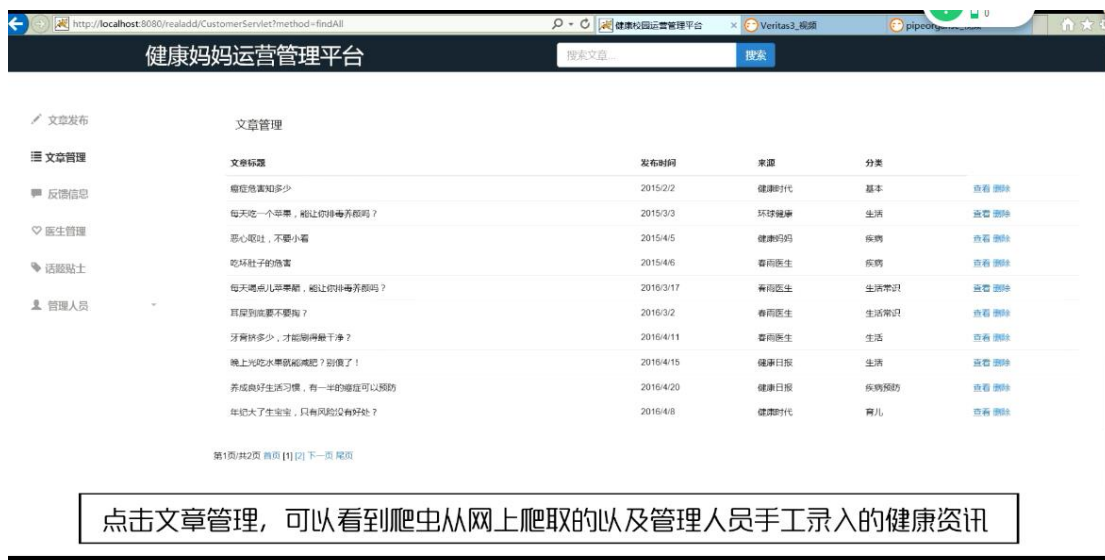 http://localhost:8080/realadd/CustomerServlet?method=findAll
健康校园运营管理平台
Veritas3_视频
健康妈妈运营管理平台
搜索文章...
搜索
文章发布
文章管理
反馈信息
医生管理
话题贴士
管理人员
文章管理
文章标题 发布时间 来源 分类
癌症危害知多少 2015/2/2 健康时代 基本 查看 删除
每天吃一个苹果，能让你排毒养颜吗？ 2015/3/3 环球健康 生活 查看 删除
恶心呕吐，不要小看 2015/4/5 健康妈妈 疾病 查看 删除
吃坏肚子的危害 2015/4/6 春雨医生 疾病 查看 删除
每天喝点儿苹果醋，能让你排毒养颜吗？ 2016/3/17 春雨医生 生活常识 查看 删除
耳屎到底要不要掏？ 2016/3/2 春雨医生 生活常识 查看 删除
牙膏挤多少，才能刷得最干净？ 2016/4/11 春雨医生 生活 查看 删除
晚上光吃水果就能减肥？别傻了！ 2016/4/15 健康日报 生活 查看 删除
养成良好生活习惯，有一半的癌症可以预防 2016/4/20 健康日报 疾病预防 查看 删除
年纪大了生宝宝，只有风险没有好处？ 2016/4/8 健康时代 育儿 查看 删除
第1页/共2页 首页 [1] [2] 下一页 尾页
点击文章管理，可以看到爬虫从网上爬取的以及管理人员手工录入的健康资讯